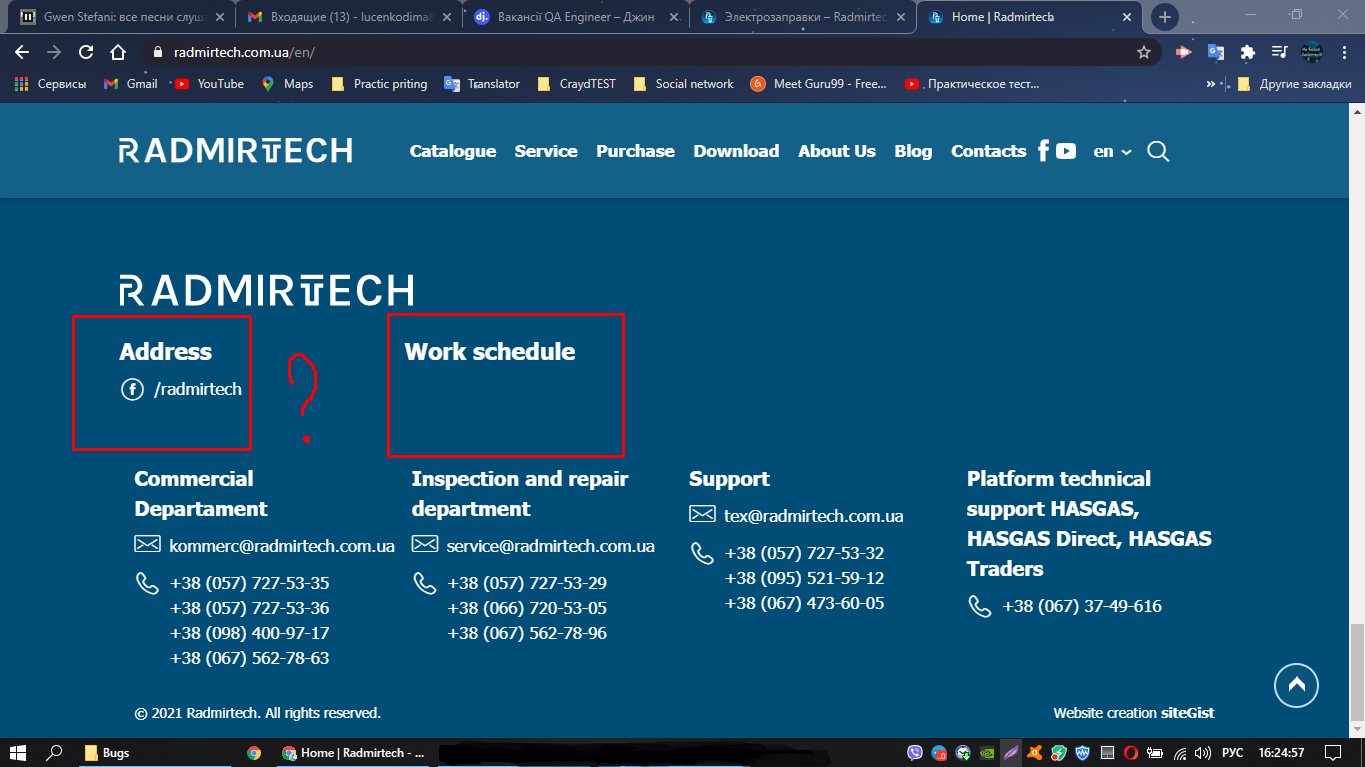 Gwen Stefani: все песни слуша
Входящие (13) - lucenkodima8
Вакансії QA Engineer – Джин
Электрозаправки – Radmirtec
Home | Radmirtech
radmirtech.com.ua/en/
Сервисы Gmail YouTube Maps Practic priting Translator CraydTEST Social network Meet Guru99 - Free... Практическое тест... » Другие закладки
RADMIRTECH Catalogue Service Purchase Download About Us Blog Contacts en
RADMIRTECH
Address
/radmirtech
?
Work schedule
Commercial
Departament
kommerc@radmirtech.com.ua
+38 (057) 727-53-35
+38 (057) 727-53-36
+38 (098) 400-97-17
+38 (067) 562-78-63
Inspection and repair
department
service@radmirtech.com.ua
+38 (057) 727-53-29
+38 (066) 720-53-05
+38 (067) 562-78-96
Support
tex@radmirtech.com.ua
+38 (057) 727-53-32
+38 (095) 521-59-12
+38 (067) 473-60-05
Platform technical
support HASGAS,
HASGAS Direct, HASGAS
Traders
+38 (067) 37-49-616
© 2021 Radmirtech. All rights reserved.
Website creation siteGist
Bugs
Home | Radmirtech - ...
РУС
16:24:57